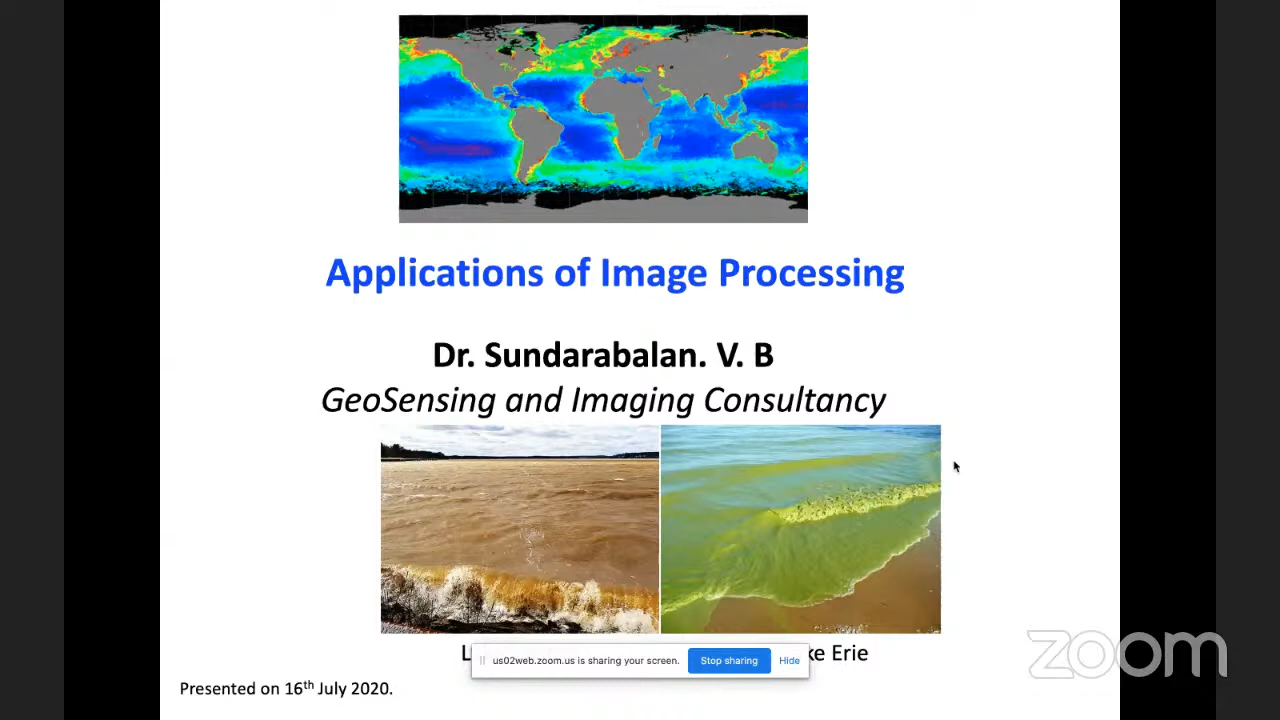 Applications of Image Processing
Dr. Sundarabalan. V. B
GeoSensing and Imaging Consultancy
Erie
us02web.zoom.us is sharing your screen. Stop sharing Hide
zoom
Presented on 16th July 2020.